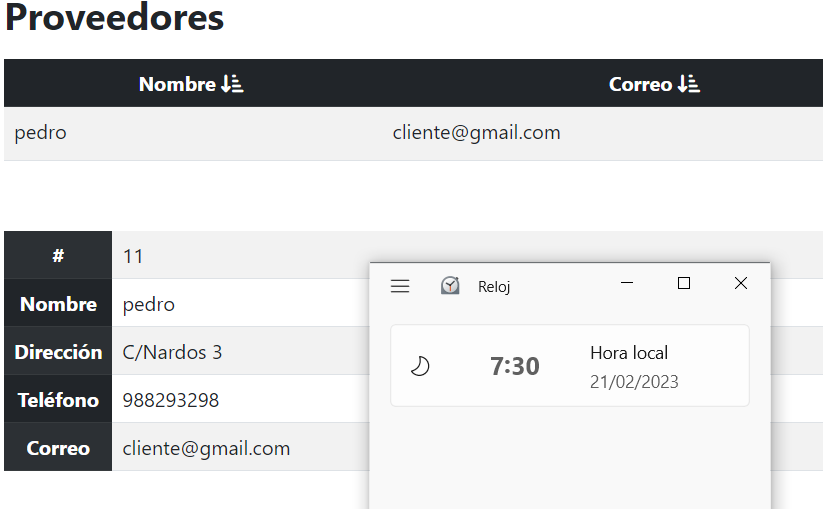 Proveedores
Nombre Correo
pedro cliente@gmail.com
# 11
Nombre pedro
Dirección C/Nardos 3
Teléfono 988293298
Correo cliente@gmail.com
Reloj
7:30
Hora local
21/02/2023